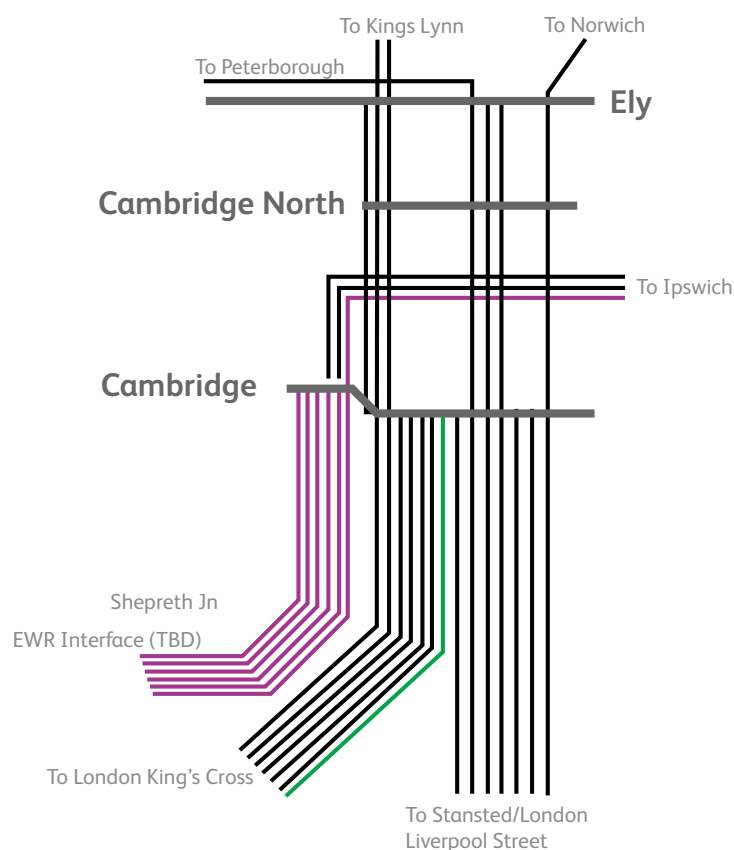 To Kings Lynn
To Norwich
To Peterborough
Ely
Cambridge North
To Ipswich
Cambridge
Shepreth Jn
EWR Interface (TBD)
To London King's Cross
To Stansted/London
Liverpool Street